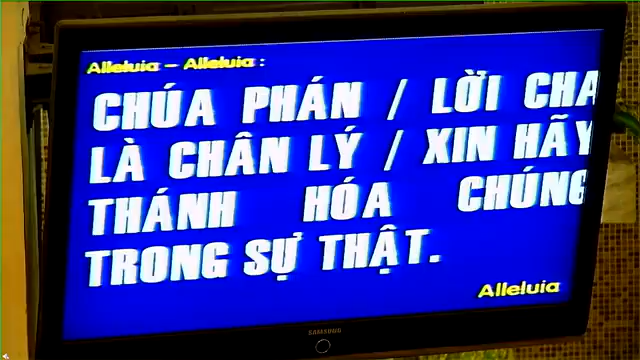 Alleluia – Alleluia :
CHÚA PHÁN / LỜI CHA
LÀ CHÂN LÝ / XIN HÃY
THÁNH HÓA CHÚNG
TRONG SỰ THẬT.
Alleluia
SAMSUNG